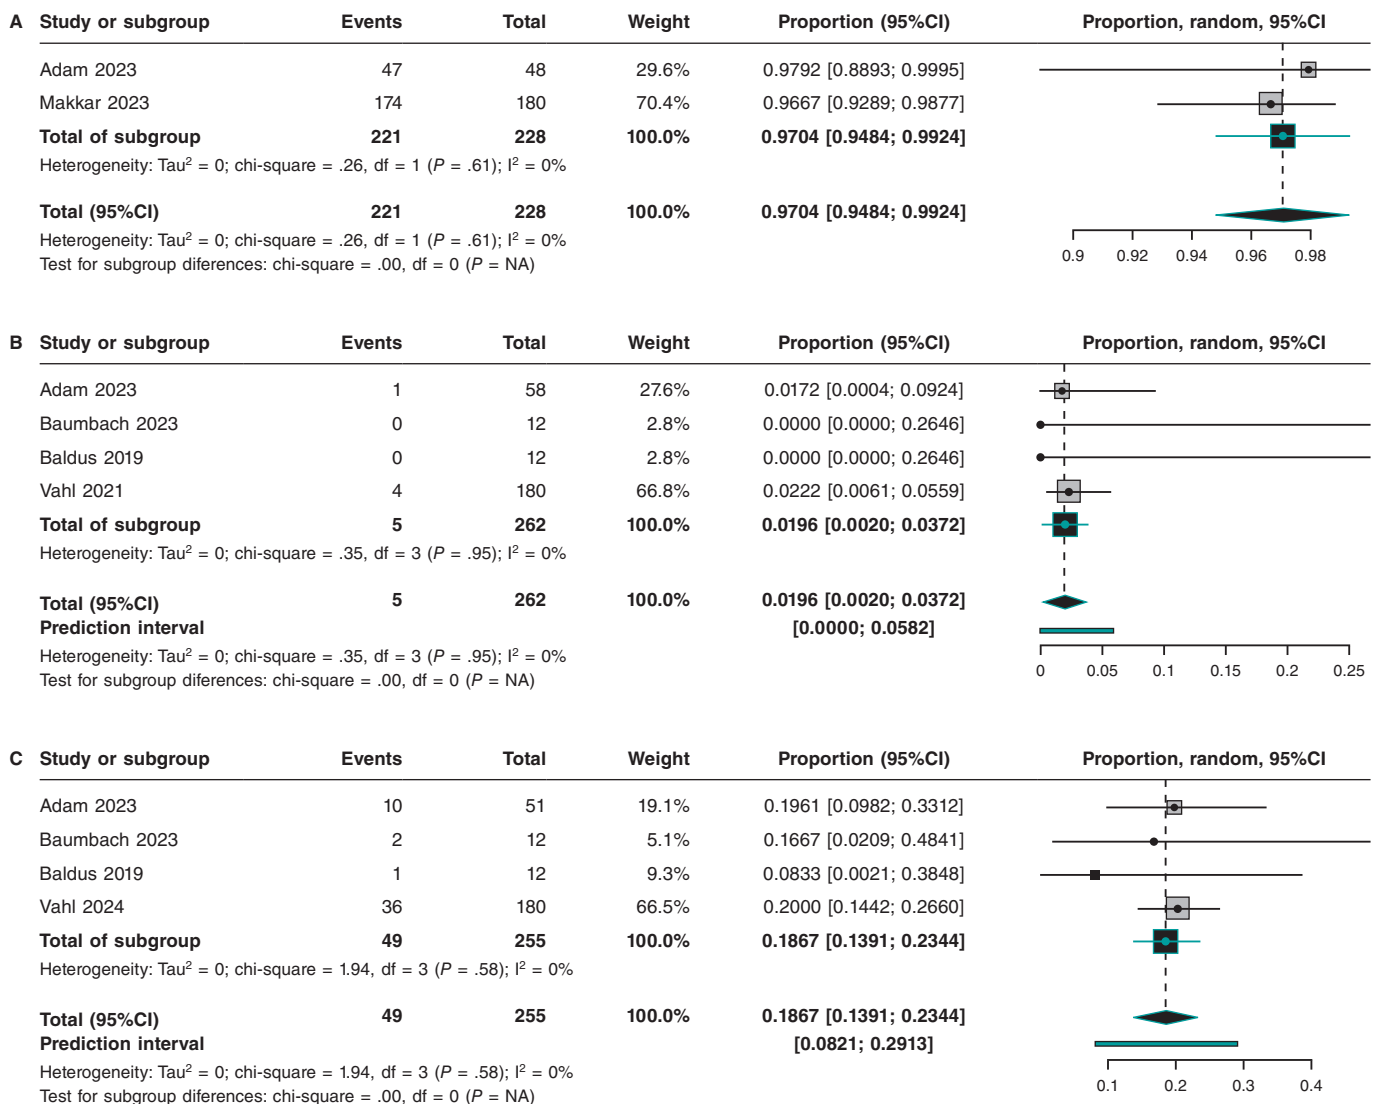 A Study or subgroup Events Total Weight Proportion (95%CI) Proportion, random, 95%CI
Adam 2023 47 48 29.6% 0.9792 [0.8893; 0.9995]
Makkar 2023 174 180 70.4% 0.9667 [0.9289; 0.9877]
Total of subgroup 221 228 100.0% 0.9704 [0.9484; 0.9924]
Heterogeneity: Tau² = 0; chi-square = .26, df = 1 (P = .61); I² = 0%
Total (95%CI) 221 228 100.0% 0.9704 [0.9484; 0.9924]
Heterogeneity: Tau² = 0; chi-square = .26, df = 1 (P = .61); I² = 0%
Test for subgroup diferences: chi-square = .00, df = 0 (P = NA)
0.9 0.92 0.94 0.96 0.98
B Study or subgroup Events Total Weight Proportion (95%CI) Proportion, random, 95%CI
Adam 2023 1 58 27.6% 0.0172 [0.0004; 0.0924]
Baumbach 2023 0 12 2.8% 0.0000 [0.0000; 0.2646]
Baldus 2019 0 12 2.8% 0.0000 [0.0000; 0.2646]
Vahl 2021 4 180 66.8% 0.0222 [0.0061; 0.0559]
Total of subgroup 5 262 100.0% 0.0196 [0.0020; 0.0372]
Heterogeneity: Tau² = 0; chi-square = .35, df = 3 (P = .95); I² = 0%
Total (95%CI) 5 262 100.0% 0.0196 [0.0020; 0.0372]
Prediction interval [0.0000; 0.0582]
Heterogeneity: Tau² = 0; chi-square = .35, df = 3 (P = .95); I² = 0%
Test for subgroup diferences: chi-square = .00, df = 0 (P = NA)
0 0.05 0.1 0.15 0.2 0.25
C Study or subgroup Events Total Weight Proportion (95%CI) Proportion, random, 95%CI
Adam 2023 10 51 19.1% 0.1961 [0.0982; 0.3312]
Baumbach 2023 2 12 5.1% 0.1667 [0.0209; 0.4841]
Baldus 2019 1 12 9.3% 0.0833 [0.0021; 0.3848]
Vahl 2024 36 180 66.5% 0.2000 [0.1442; 0.2660]
Total of subgroup 49 255 100.0% 0.1867 [0.1391; 0.2344]
Heterogeneity: Tau² = 0; chi-square = 1.94, df = 3 (P = .58); I² = 0%
Total (95%CI) 49 255 100.0% 0.1867 [0.1391; 0.2344]
Prediction interval [0.0821; 0.2913]
Heterogeneity: Tau² = 0; chi-square = 1.94, df = 3 (P = .58); I² = 0%
Test for subgroup diferences: chi-square = .00, df = 0 (P = NA)
0.1 0.2 0.3 0.4